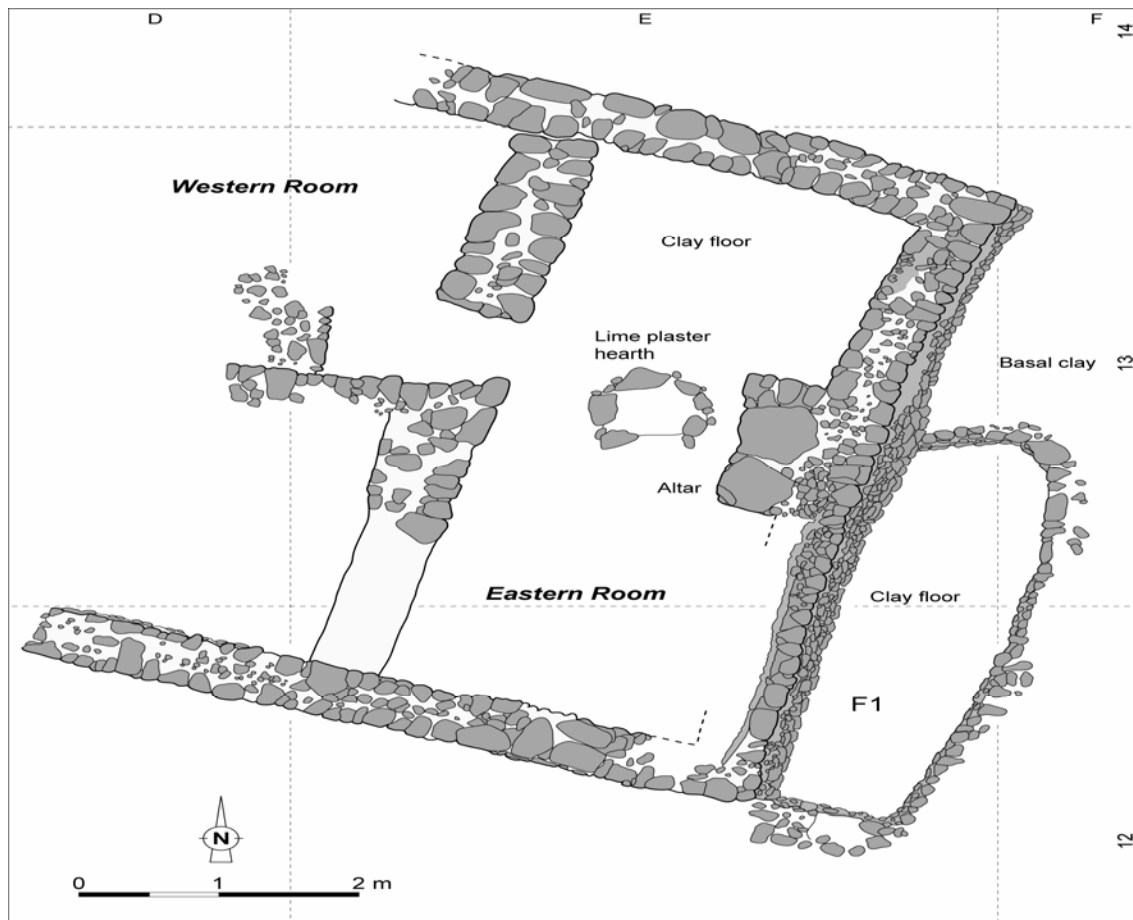 D
E
F
14
Western Room
Clay floor
Lime plaster
hearth
Basal clay
13
Altar
Eastern Room
Clay floor
F1
N
12
0 1 2 m